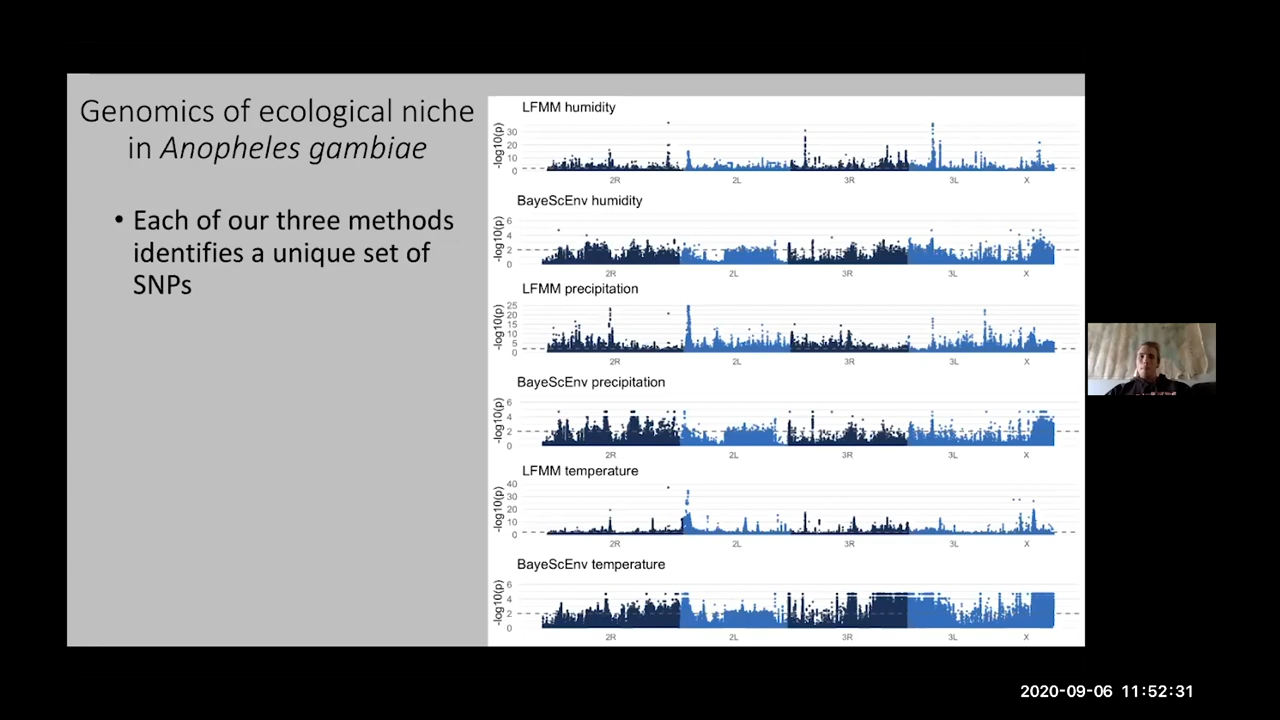 Genomics of ecological niche
in Anopheles gambiae
• Each of our three methods
identifies a unique set of
SNPs
LFMM humidity
-log10(p)
30
20
10
0
2R 2L 3R 3L X
BayeScEnv humidity
-log10(p)
6
4
2
0
2R 2L 3R 3L X
LFMM precipitation
-log10(p)
25
20
15
10
5
0
2R 2L 3R 3L X
BayeScEnv precipitation
-log10(p)
6
4
2
0
2R 2L 3R 3L X
LFMM temperature
-log10(p)
40
30
20
10
0
2R 2L 3R 3L X
BayeScEnv temperature
-log10(p)
6
4
2
0
2R 2L 3R 3L X
2020-09-06 11:52:31